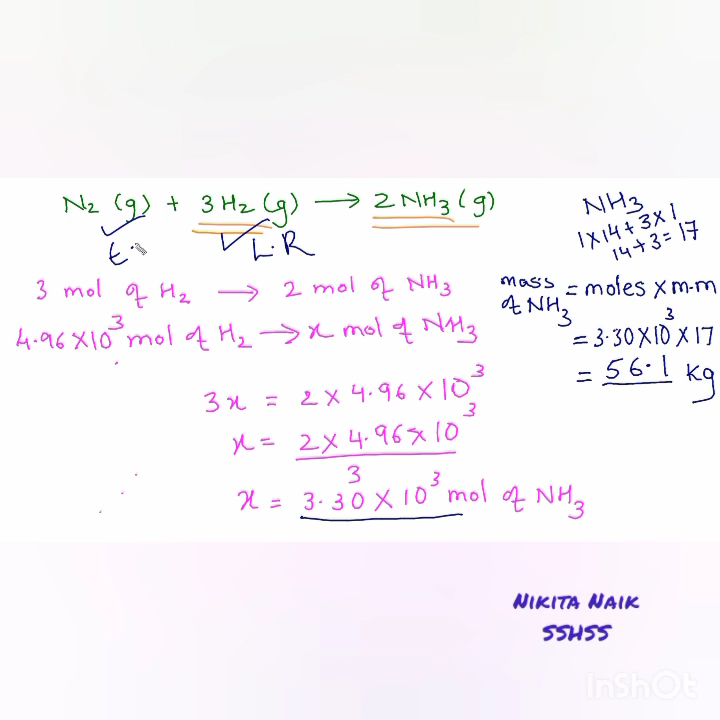 N₂ (g) + 3H₂(g) → 2NH₃(g)
E.
L.R
3 mol of H₂ → 2 mol of NH₃
4.96×10³ mol of H₂ → x mol of NH₃
3x = 2 × 4.96 × 10³
x = 2 × 4.96 × 10³
3
x = 3.30 × 10³ mol of NH₃
NH₃
1×14 + 3×1
14+3 = 17
mass of NH₃ = moles × m.m
= 3.30×10³×17
= 56.1 kg
NIKITA NAIK
SSHSS
InShOt